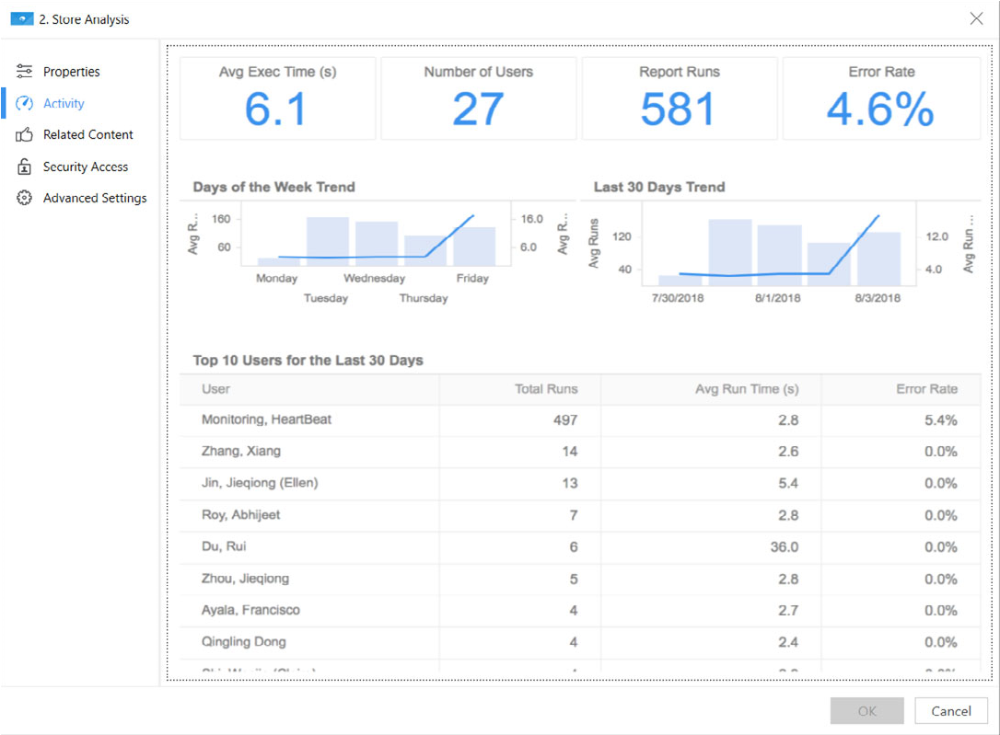 2. Store Analysis
Properties
Activity
Related Content
Security Access
Advanced Settings
Avg Exec Time (s)
6.1
Number of Users
27
Report Runs
581
Error Rate
4.6%
Days of the Week Trend
Avg R...
160
60
16.0
6.0
Avg R...
Monday
Wednesday
Friday
Tuesday
Thursday
Last 30 Days Trend
Avg Runs
120
40
12.0
4.0
Avg Run ...
7/30/2018
8/1/2018
8/3/2018
Top 10 Users for the Last 30 Days
User Total Runs Avg Run Time (s) Error Rate
Monitoring, HeartBeat 497 2.8 5.4%
Zhang, Xiang 14 2.6 0.0%
Jin, Jieqiong (Ellen) 13 5.4 0.0%
Roy, Abhijeet 7 2.8 0.0%
Du, Rui 6 36.0 0.0%
Zhou, Jieqiong 5 2.8 0.0%
Ayala, Francisco 4 2.7 0.0%
Qingling Dong 4 2.4 0.0%
OK
Cancel